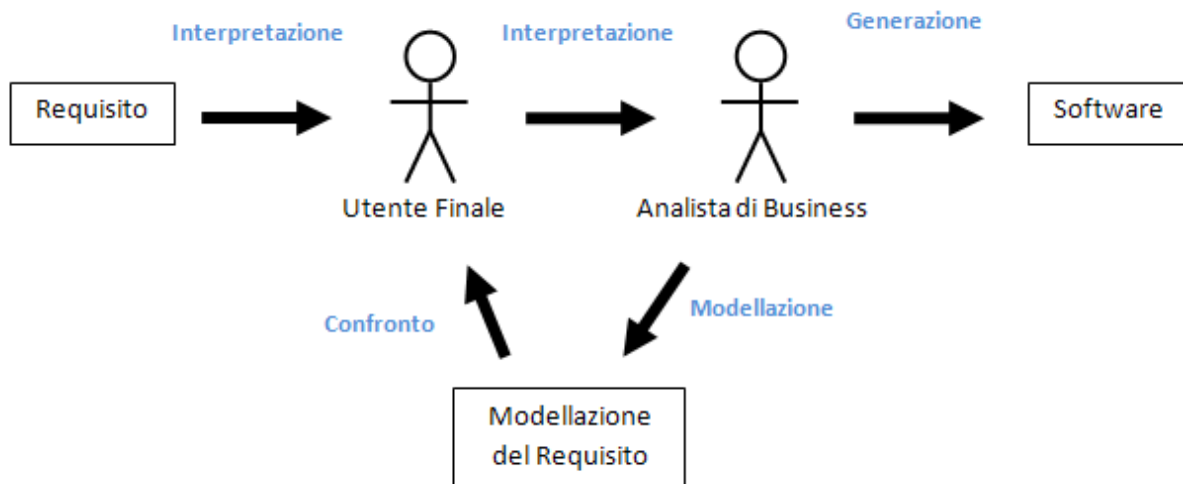 Interpretazione
Interpretazione
Generazione
Requisito
Software
Utente Finale
Analista di Business
Confronto
Modellazione
Modellazione
del Requisito